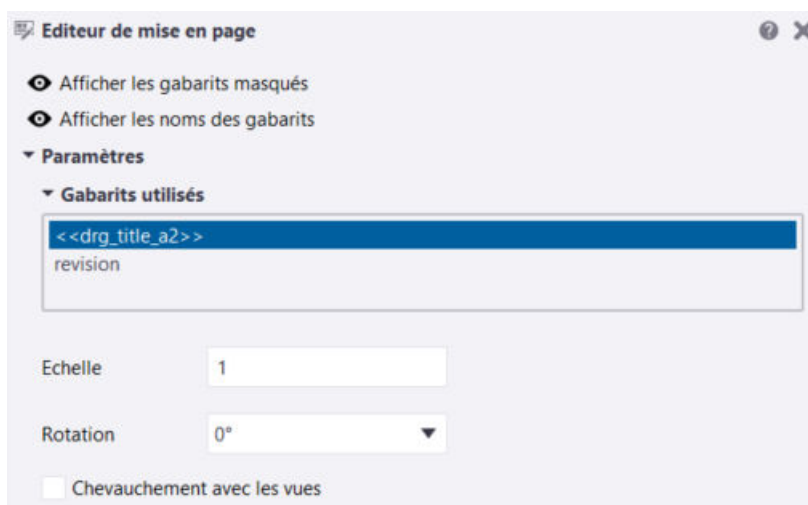 Editeur de mise en page
Afficher les gabarits masqués
Afficher les noms des gabarits
Paramètres
Gabarits utilisés
<<drg_title_a2>>
revision
Echelle 1
Rotation 0°
Chevauchement avec les vues